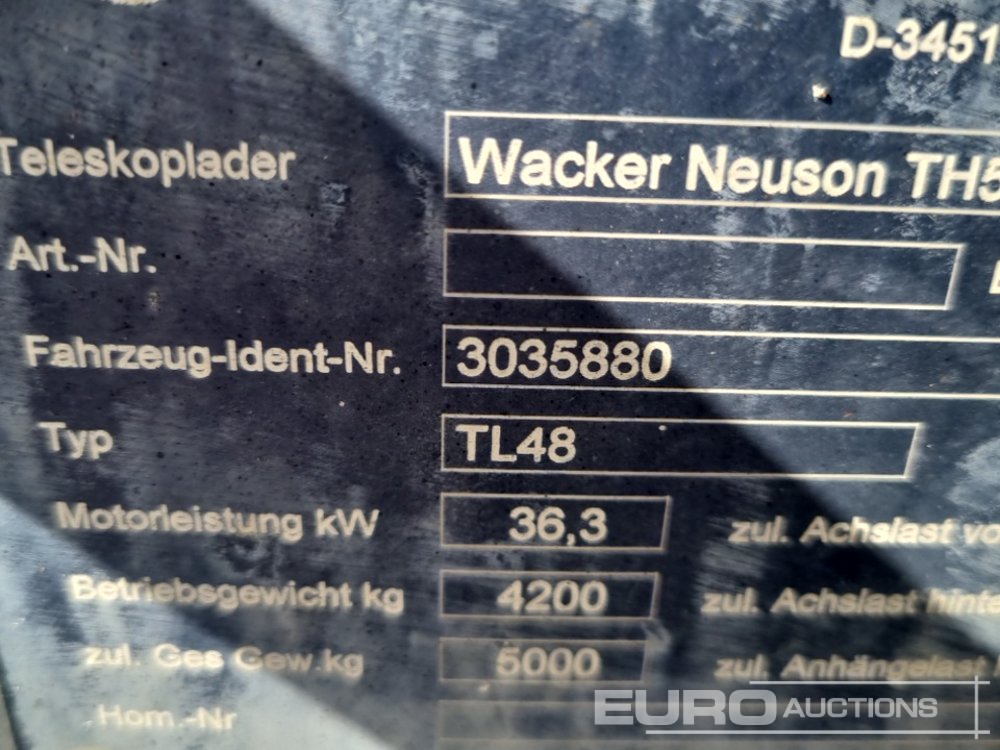 D-3451
Teleskoplader Wacker Neuson TH5
Art.-Nr.
Fahrzeug-Ident-Nr. 3035880
Typ TL48
Motorleistung kW 36,3 zul. Achslast vo
Betriebsgewicht kg 4200 zul. Achslast hinte
zul. Ges Gew.kg 5000 zul. Anhängelast
Hom.-Nr
EURO AUCTIONS